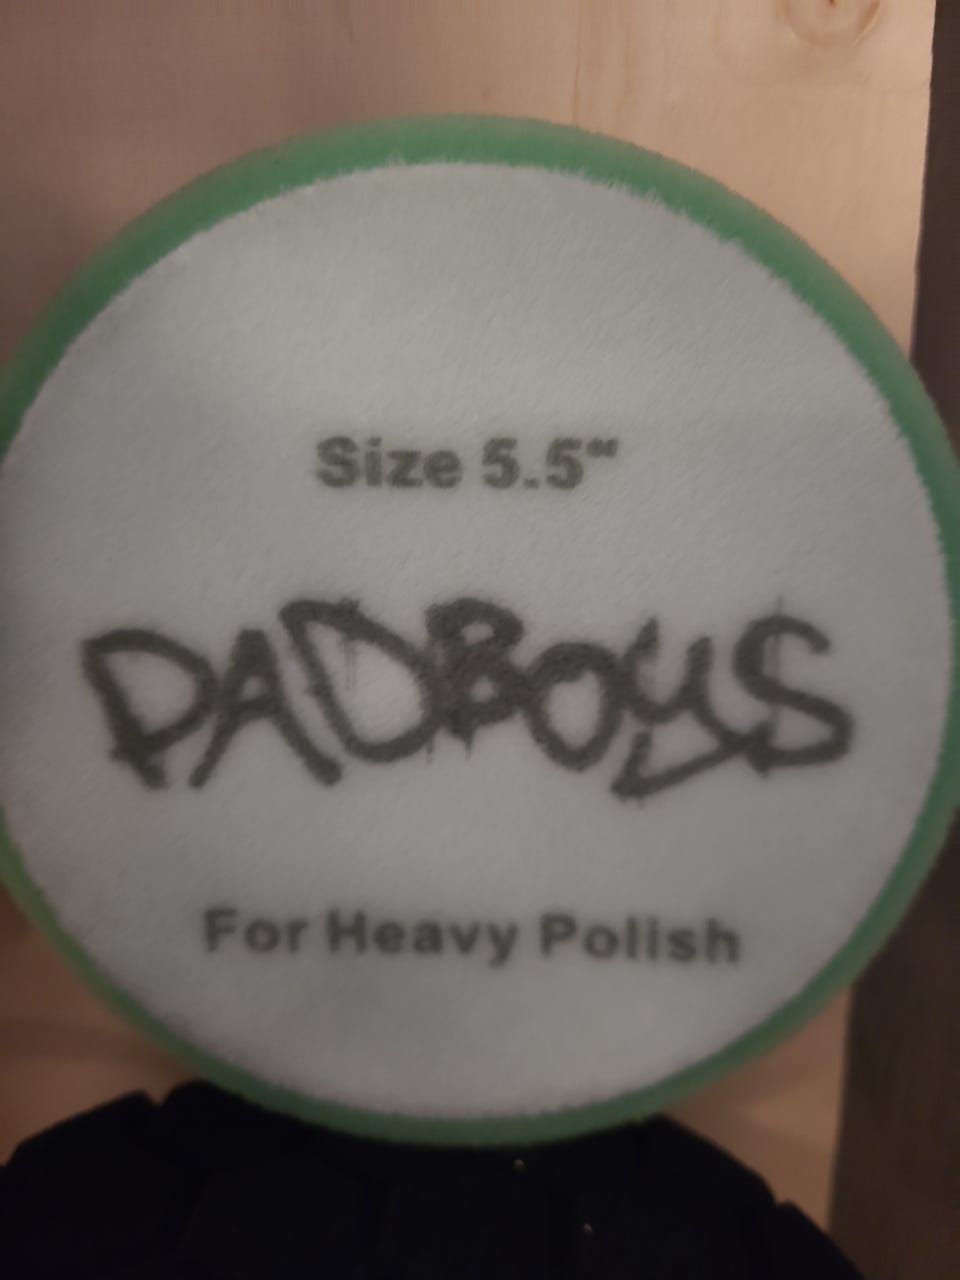 Size 5.5"
PADBOYS
For Heavy Polish